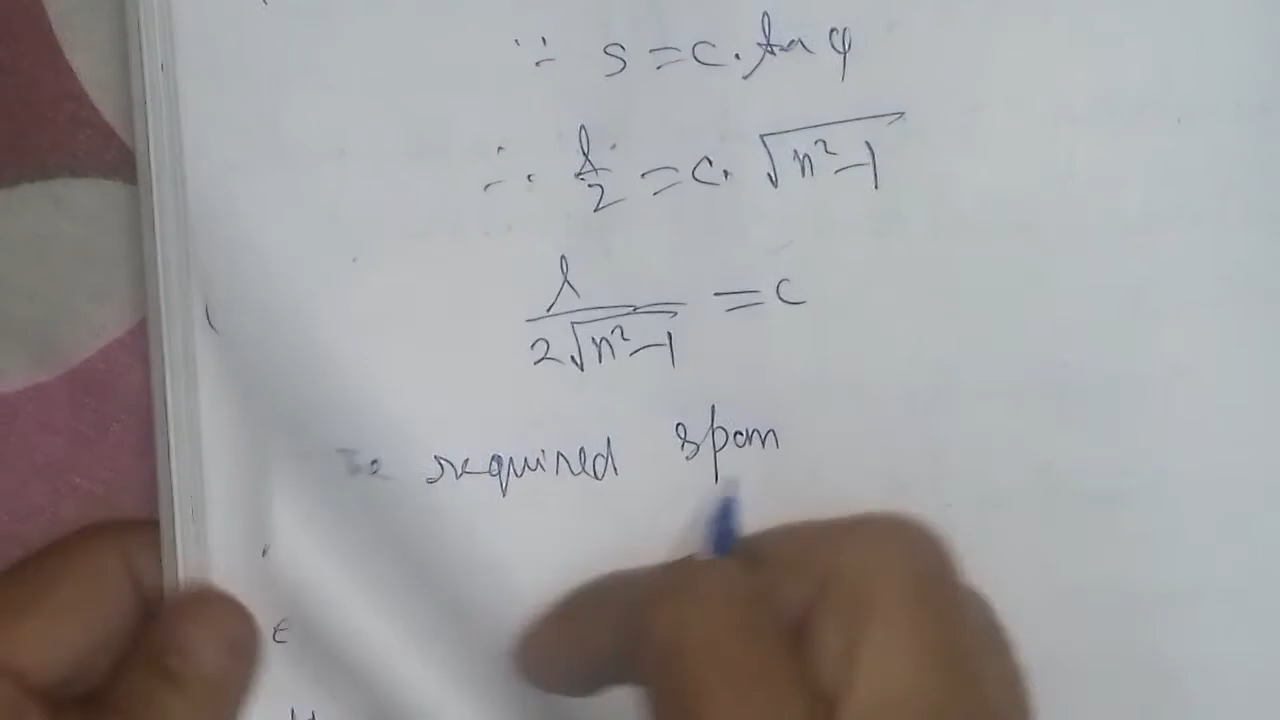 ∵ s = c. tan φ
∴ l/2 = c. √(n²-1)
l/(2√(n²-1)) = c
required span